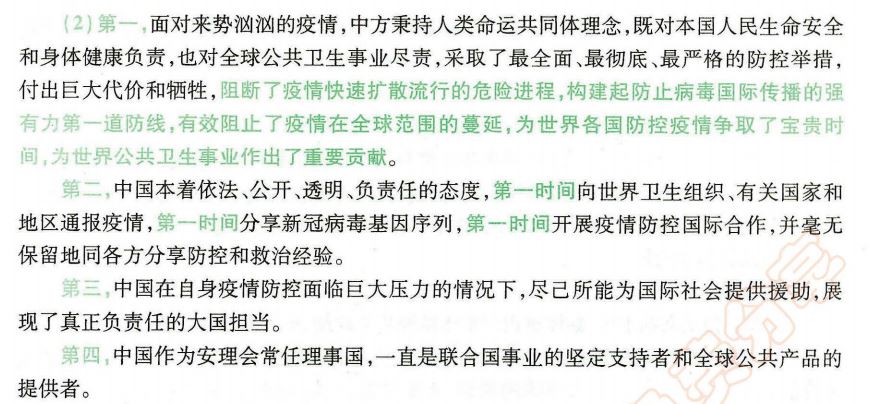 (2)第一,面对来势汹汹的疫情,中方秉持人类命运共同体理念,既对本国人民生命安全
和身体健康负责,也对全球公共卫生事业尽责,采取了最全面、最彻底、最严格的防控举措,
付出巨大代价和牺牲,阻断了疫情快速扩散流行的危险进程,构建起防止病毒国际传播的强
有力第一道防线,有效阻止了疫情在全球范围的蔓延,为世界各国防控疫情争取了宝贵时
间,为世界公共卫生事业作出了重要贡献。
第二,中国本着依法、公开、透明、负责任的态度,第一时间向世界卫生组织、有关国家和
地区通报疫情,第一时间分享新冠病毒基因序列,第一时间开展疫情防控国际合作,并毫无
保留地同各方分享防控和救治经验。
第三,中国在自身疫情防控面临巨大压力的情况下,尽己所能为国际社会提供援助,展
现了真正负责任的大国担当。
第四,中国作为安理会常任理事国,一直是联合国事业的坚定支持者和全球公共产品的
提供者。